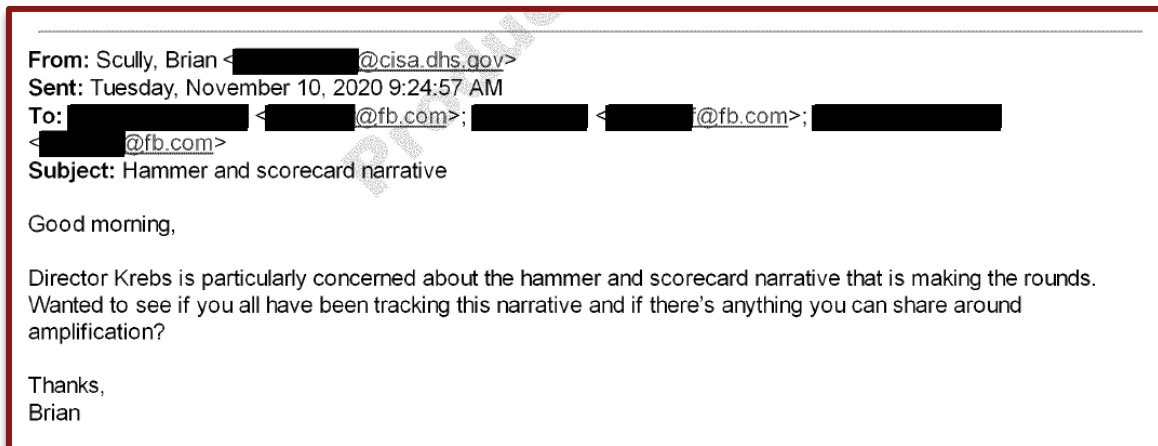 From: Scully, Brian < @cisa.dhs.gov>
Sent: Tuesday, November 10, 2020 9:24:57 AM
To: < @fb.com>; < @fb.com>;
< @fb.com>
Subject: Hammer and scorecard narrative
Good morning,
Director Krebs is particularly concerned about the hammer and scorecard narrative that is making the rounds.
Wanted to see if you all have been tracking this narrative and if there's anything you can share around
amplification?
Thanks,
Brian